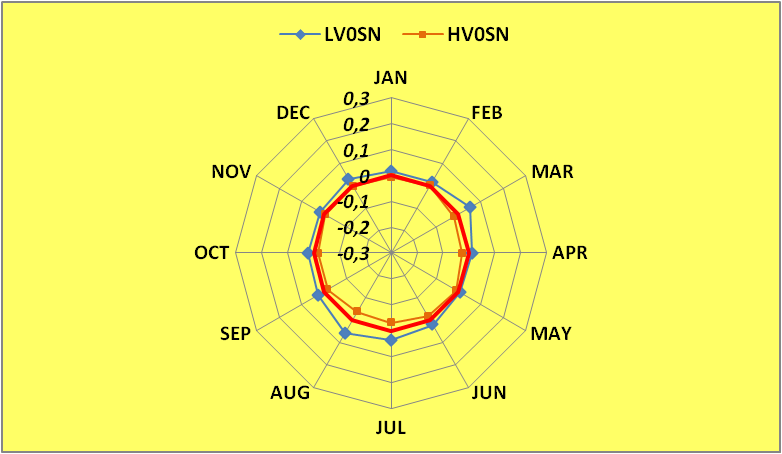 LV0SN HV0SN
JAN
0,3
DEC FEB
0,2
0,1
NOV MAR
0
-0,1
-0,2
OCT -0,3 APR
SEP MAY
AUG JUN
JUL